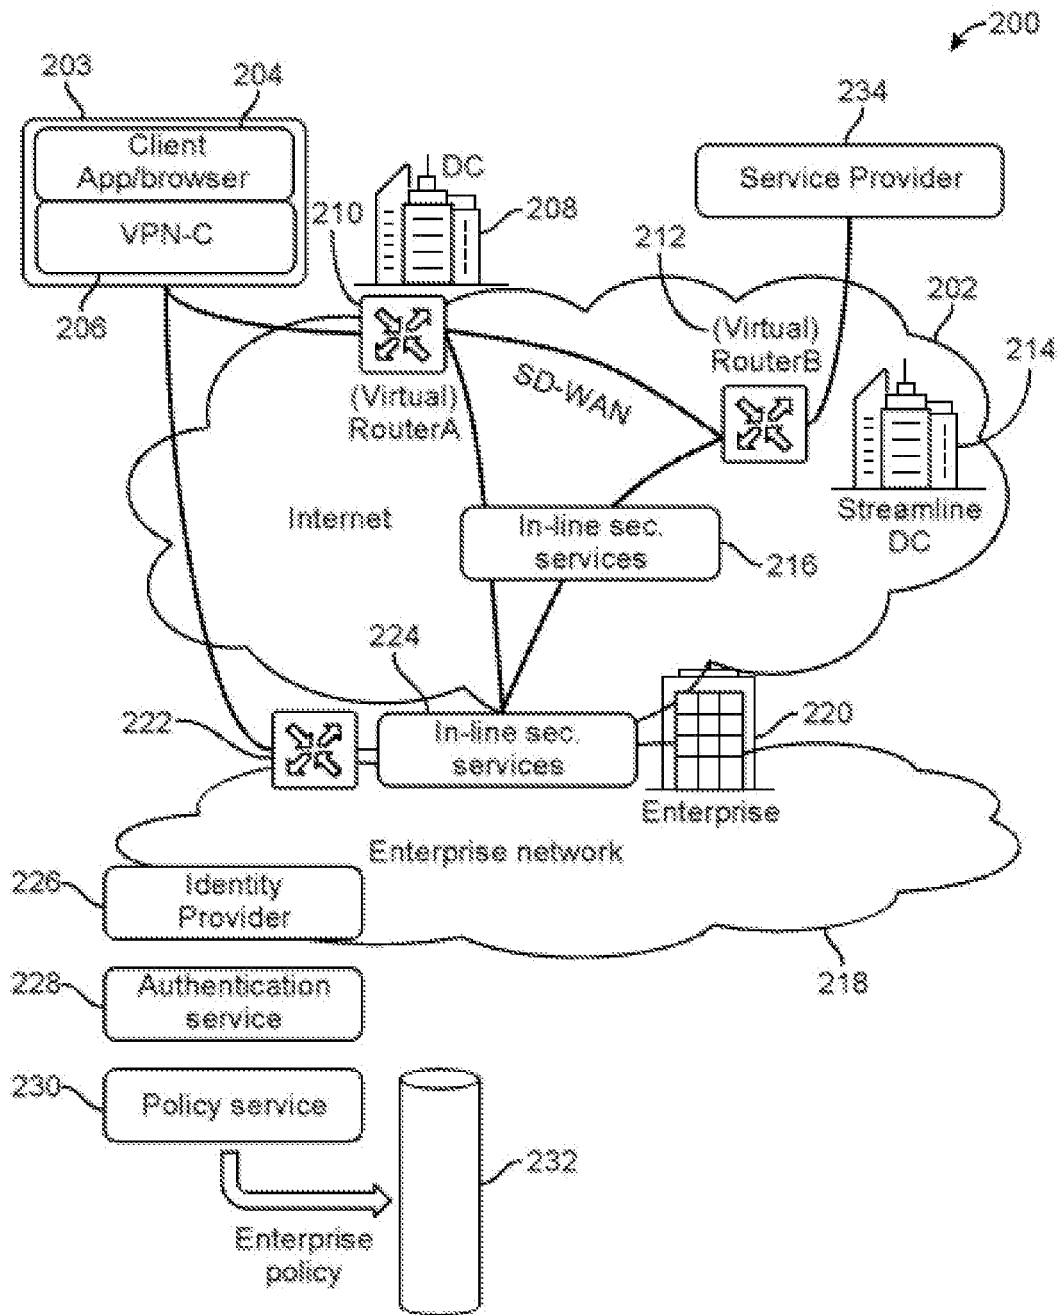 200
203
204
234
Client
App/browser
VPN-C
206
DC
208
210
Service Provider
212
202
(Virtual)
RouterB
214
(Virtual)
RouterA
SD-WAN
Streamline
DC
Internet
In-line sec.
services
216
224
222
In-line sec.
services
220
Enterprise
Enterprise network
226
Identity
Provider
218
228
Authentication
service
230
Policy service
232
Enterprise
policy